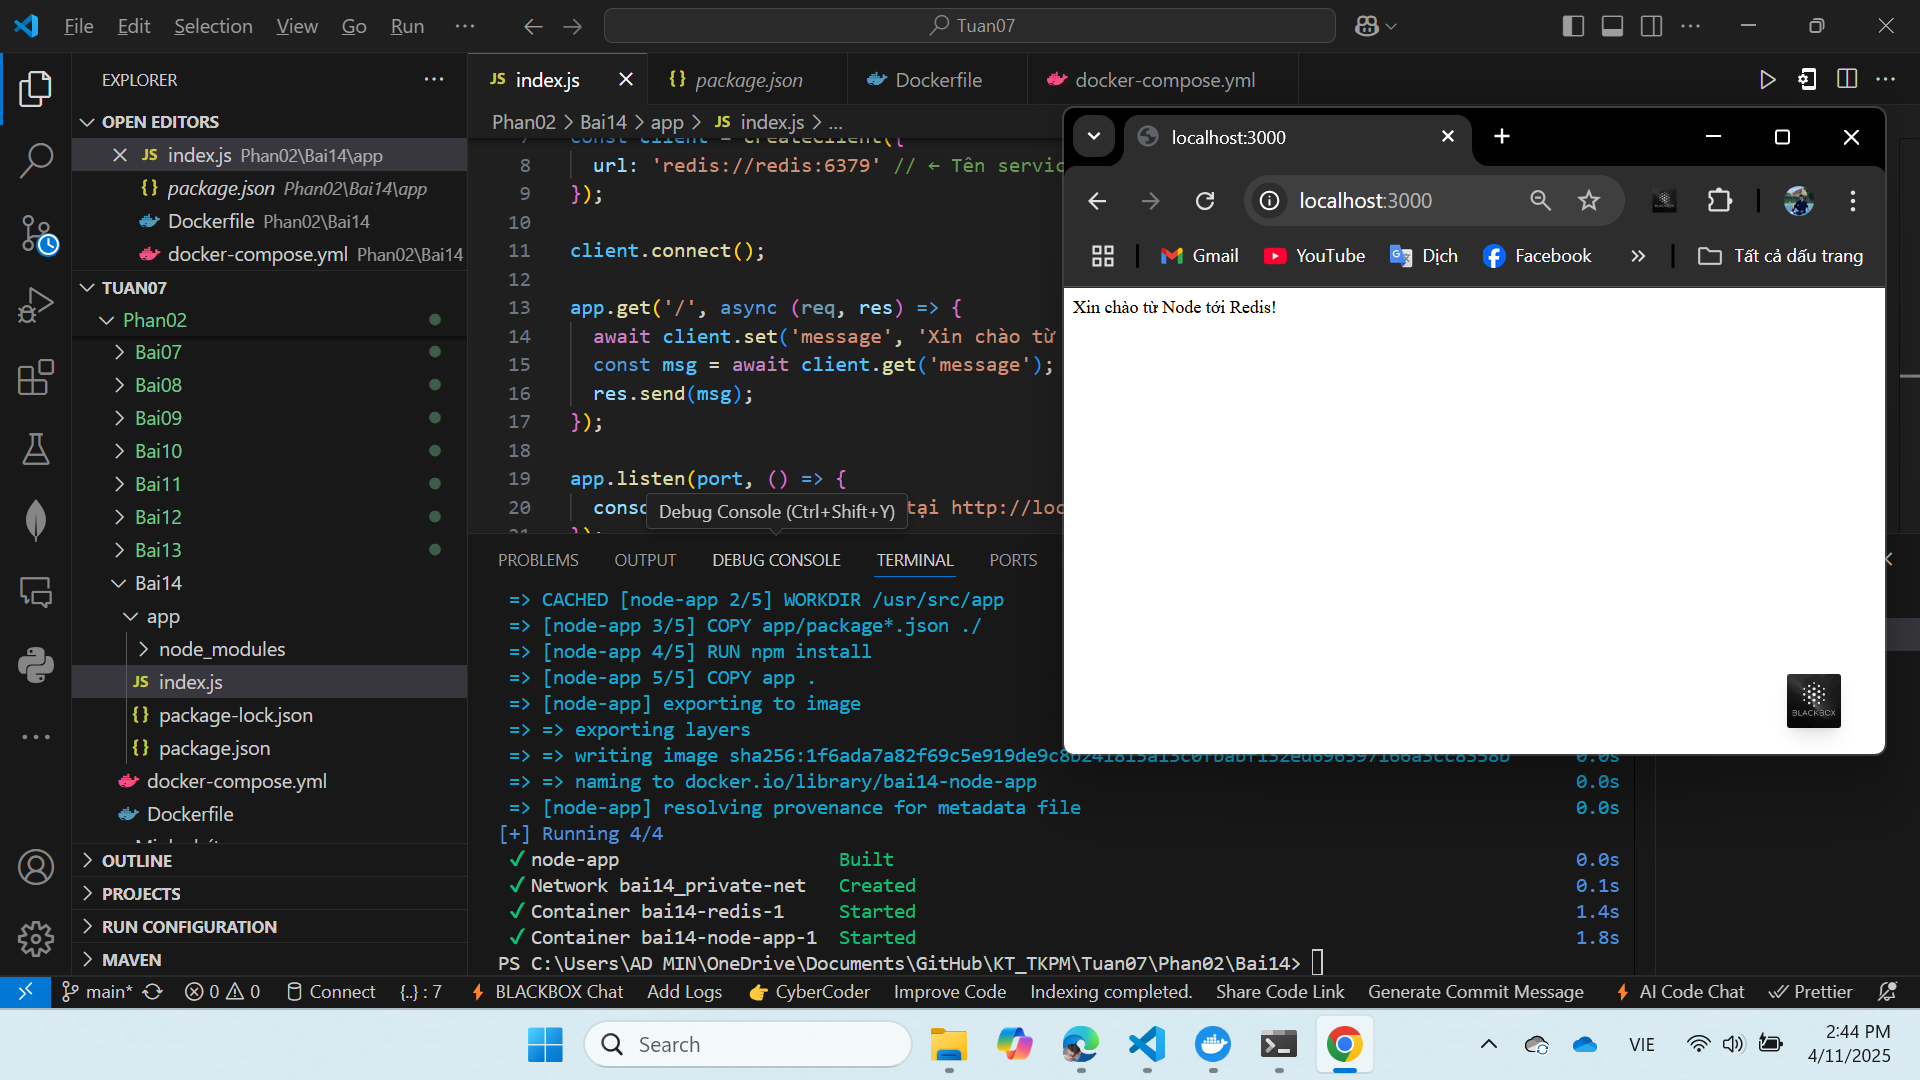 File Edit Selection View Go Run ··· Tuan07
EXPLORER
OPEN EDITORS
index.js Phan02\Bai14\app
package.json Phan02\Bai14\app
Dockerfile Phan02\Bai14
docker-compose.yml Phan02\Bai14
TUAN07
Phan02
Bai07
Bai08
Bai09
Bai10
Bai11
Bai12
Bai13
Bai14
app
node_modules
JS index.js
{} package-lock.json
{} package.json
docker-compose.yml
Dockerfile
OUTLINE
PROJECTS
RUN CONFIGURATION
MAVEN
JS index.js {} package.json Dockerfile docker-compose.yml
Phan02 > Bai14 > app > JS index.js > ...
7 const client = createClient({
8 url: 'redis://redis:6379' // ← Tên servic
9 });
10
11 client.connect();
12
13 app.get('/', async (req, res) => {
14 await client.set('message', 'Xin chào từ
15 const msg = await client.get('message');
16 res.send(msg);
17 });
18
19 app.listen(port, () => {
20 conso tại http://loc
21 });
Debug Console (Ctrl+Shift+Y)
PROBLEMS OUTPUT DEBUG CONSOLE TERMINAL PORTS
=> CACHED [node-app 2/5] WORKDIR /usr/src/app
=> [node-app 3/5] COPY app/package*.json ./
=> [node-app 4/5] RUN npm install
=> [node-app 5/5] COPY app .
=> [node-app] exporting to image
=> => exporting layers
=> => writing image 0.0s
=> => naming to docker.io/library/bai14-node-app 0.0s
=> [node-app] resolving provenance for metadata file 0.0s
[+] Running 4/4
✓ node-app Built 0.0s
✓ Network bai14_private-net Created 0.1s
✓ Container bai14-redis-1 Started 1.4s
✓ Container bai14-node-app-1 Started 1.8s
PS C:\Users\AD MIN\OneDrive\Documents\GitHub\KT_TKPM\Tuan07\Phan02\Bai14>
localhost:3000
localhost:3000
Gmail YouTube Dịch Facebook » Tất cả dấu trang
Xin chào từ Node tới Redis!
BLACKBOX
main* 0 0 Connect {..} : 7 BLACKBOX Chat Add Logs CyberCoder Improve Code Indexing completed. Share Code Link Generate Commit Message AI Code Chat Prettier
Search
VIE
2:44 PM
4/11/2025